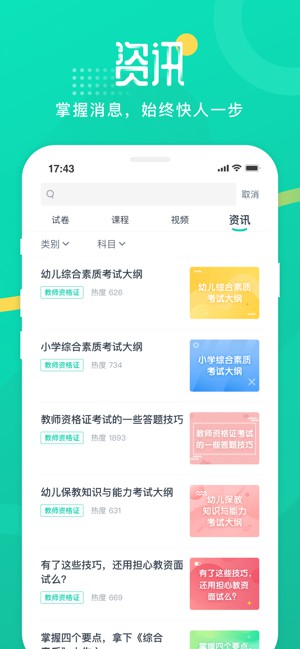 资讯
掌握消息，始终快人一步
17:43
取消
试卷 课程 视频 资讯
类别 科目
幼儿综合素质考试大纲
教师资格证 热度 626
幼儿综合素质
考试大纲
小学综合素质考试大纲
教师资格证 热度 734
小学综合素质
考试大纲
教师资格证考试的一些答题技巧
教师资格证 热度 1893
教师资格证考试
的一些答题技巧
幼儿保教知识与能力考试大纲
教师资格证 热度 631
幼儿保教
知识与能力
考试大纲
有了这些技巧，还用担心教资面
试么？
教师资格证 热度 669
有了这些技巧，
还用担心教资面
试么？
掌握四个要点，拿下《综合